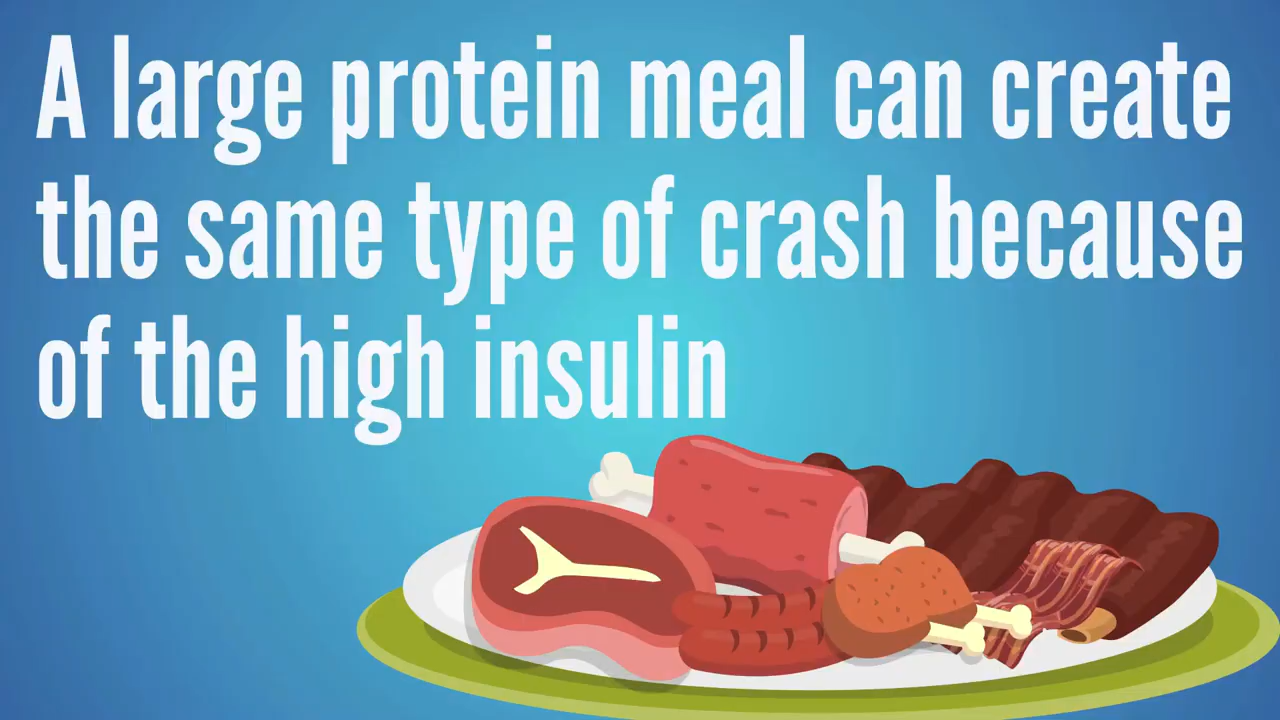 A large protein meal can create
the same type of crash because
of the high insulin